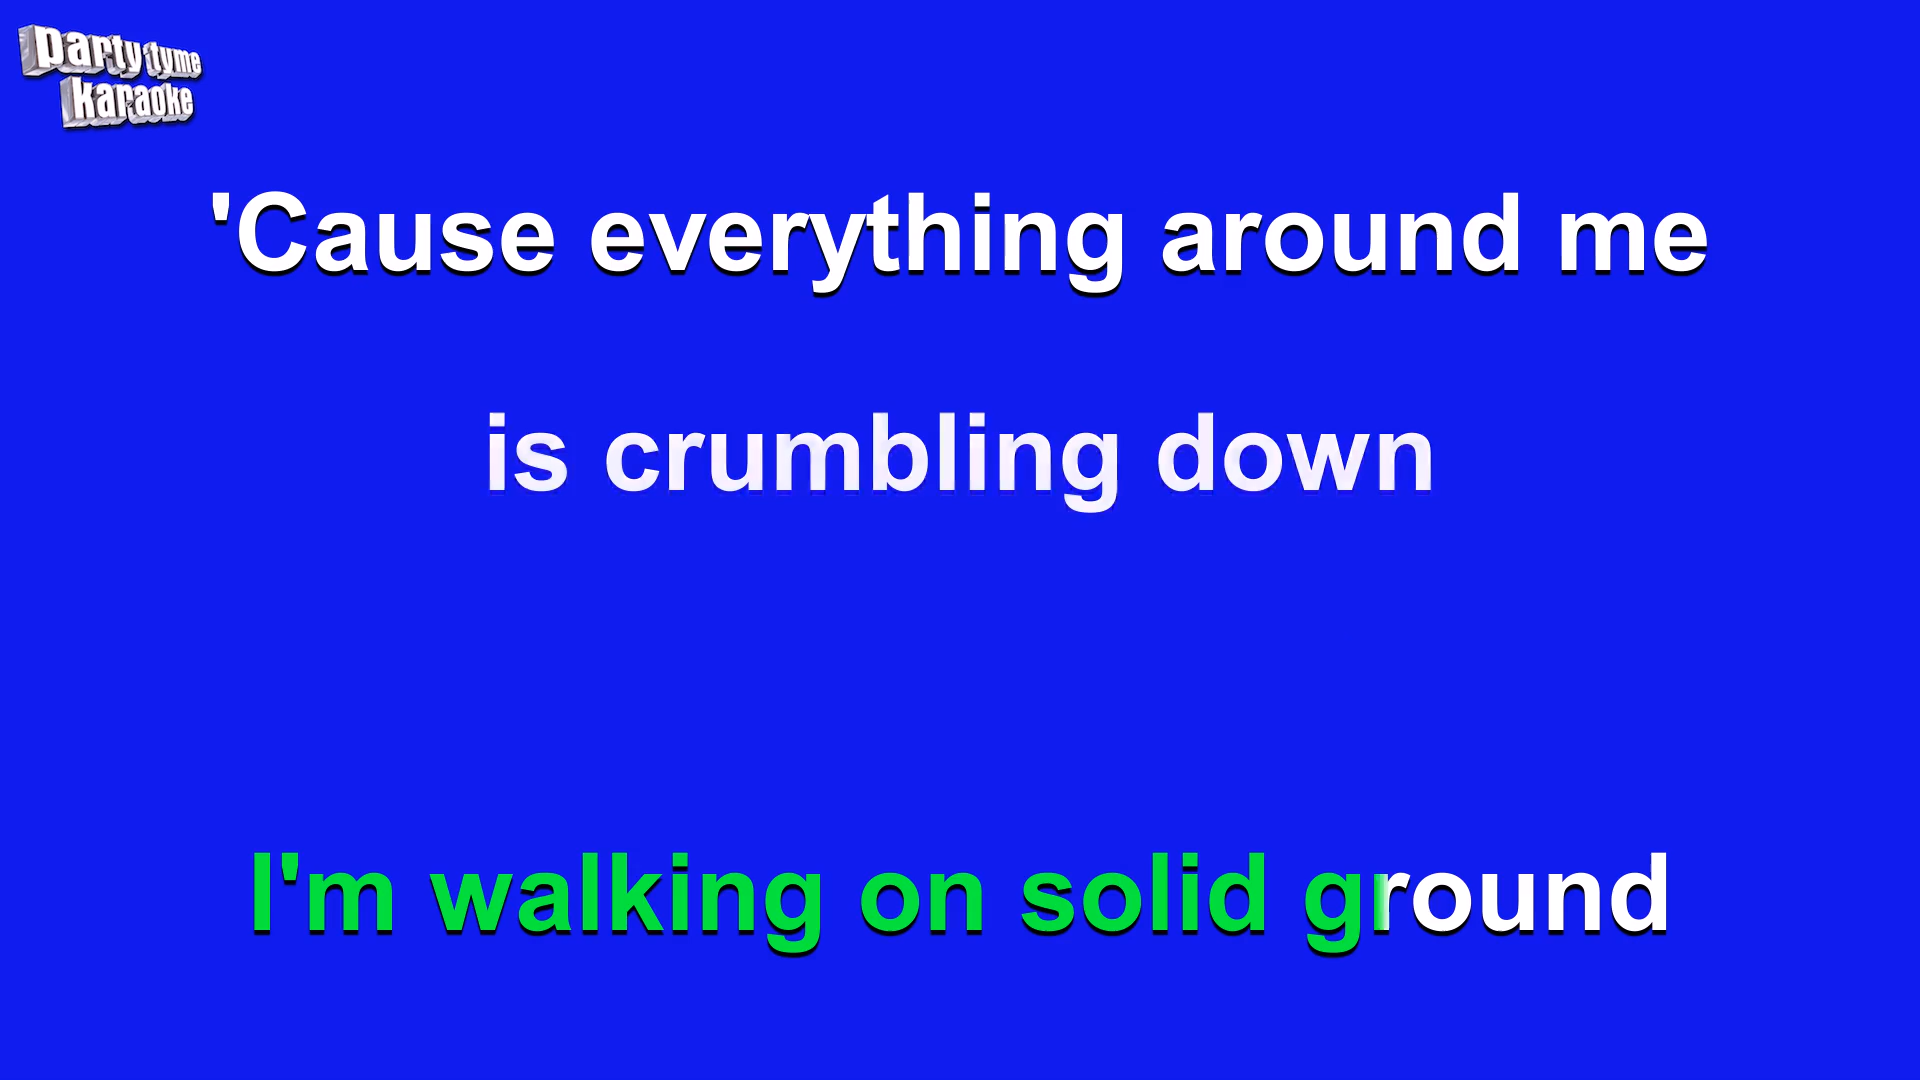 party tyme
karaoke
'Cause everything around me
is crumbling down
I'm walking on solid ground